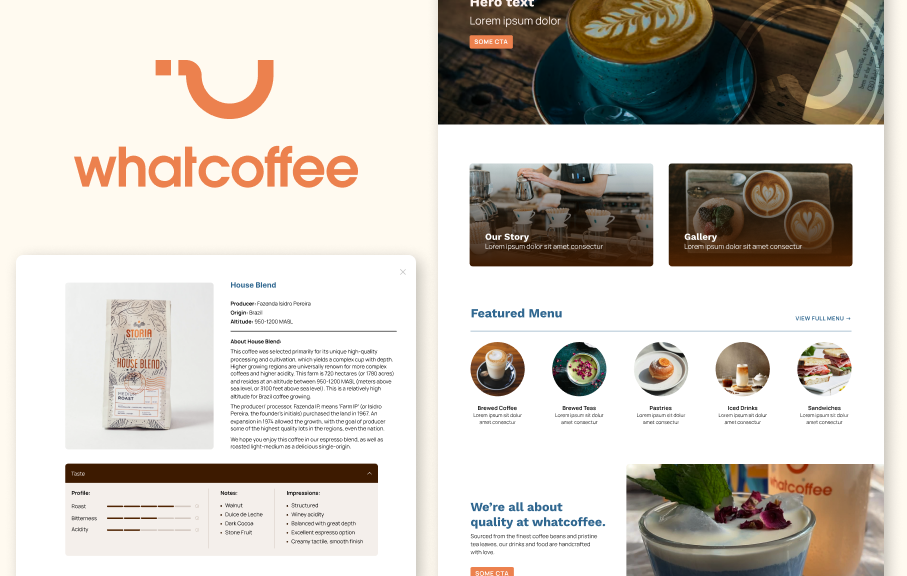 whatcoffee
House Blend
Producer: Fazenda Isidro Pereira
Origin: Brazil
Altitude: 950-1200 MASL
About House Blend:
This coffee was selected primarily for its unique high-quality
processing and cultivation, which yields a complex cup with depth.
Higher growing regions are universally renown for more complex
coffees and higher acidity. This farm is 720 hectares (or 1780 acres)
and resides at an altitude between 950-1200 MASL (meters above
sea level, or 3100 feet above sea level). This is a relatively high
altitude for Brazil coffee growing.
The producer/ processor, Fazenda IP, means 'Farm IP' (or Isidro
Pereira, the founder's initials) purchased the land in 1967. An
expansion in 1974 allowed the growth, with the goal of producer
some of the highest quality lots in the regions, even the nation.
We hope you enjoy this coffee in our espresso blend, as well as
roasted light-medium as a delicious single-origin.
STORIA
HOUSE BLEND
MEDIUM
ROAST
Taste
Profile:
Roast
Bitterness
Acidity
Notes:
• Walnut
• Dulce de Leche
• Dark Cocoa
• Stone Fruit
Impressions:
• Structured
• Winey acidity
• Balanced with great depth
• Excellent espresso option
• Creamy tactile, smooth finish
Hero text
Lorem ipsum dolor
SOME CTA
Our Story
Lorem ipsum dolor sit amet consectur
Gallery
Lorem ipsum dolor sit amet consectur
Featured Menu
VIEW FULL MENU →
Brewed Coffee
Lorem ipsum sit dolor
amet consectur
Brewed Teas
Lorem ipsum sit dolor
amet consectur
Pastries
Lorem ipsum sit dolor
amet consectur
Iced Drinks
Lorem ipsum sit dolor
amet consectur
Sandwiches
Lorem ipsum sit dolor
amet consectur
We're all about
quality at whatcoffee.
Sourced from the finest coffee beans and pristine
tea leaves, our drinks and food are handcrafted
with love.
SOME CTA
whatcoffee